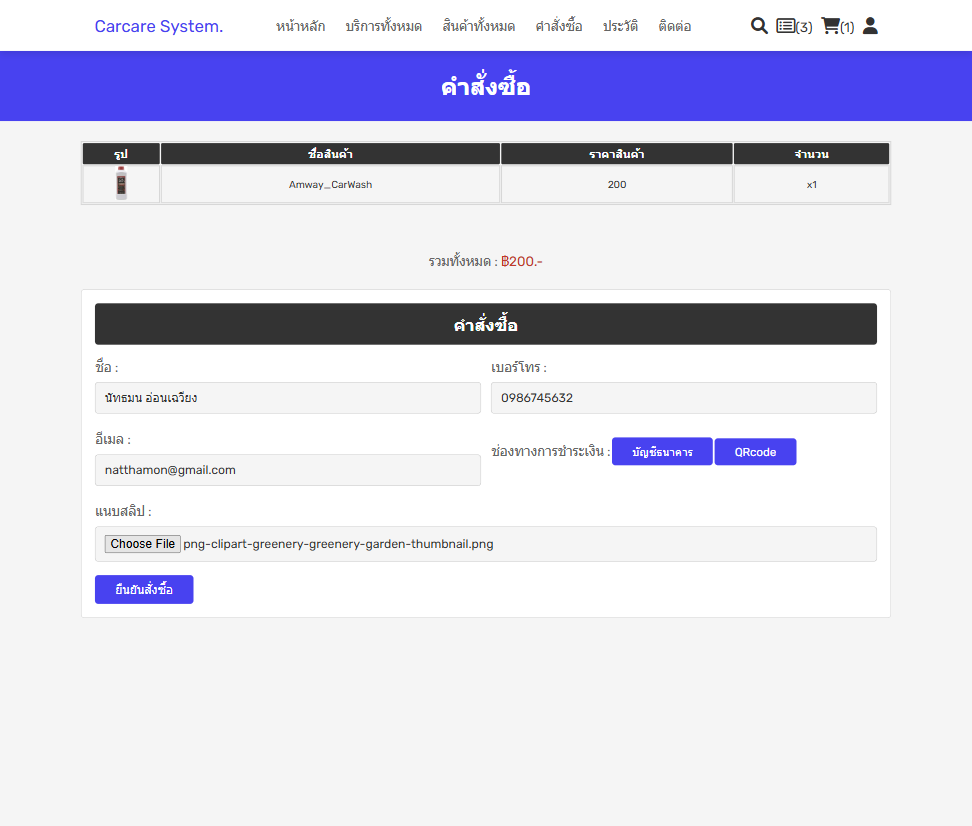 Carcare System. หน้าหลัก บริการทั้งหมด สินค้าทั้งหมด คำสั่งซื้อ ประวัติ ติดต่อ (3) (1)
คำสั่งซื้อ
รูป ชื่อสินค้า ราคาสินค้า จำนวน
Amway_CarWash 200 x1
รวมทั้งหมด : ฿200.-
คำสั่งซื้อ
ชื่อ : เบอร์โทร :
นัทธมน อ่อนเฉวียง 0986745632
อีเมล :
ช่องทางการชำระเงิน : บัญชีธนาคาร QRcode
natthamon@gmail.com
แนบสลิป :
Choose File png-clipart-greenery-greenery-garden-thumbnail.png
ยืนยันสั่งซื้อ